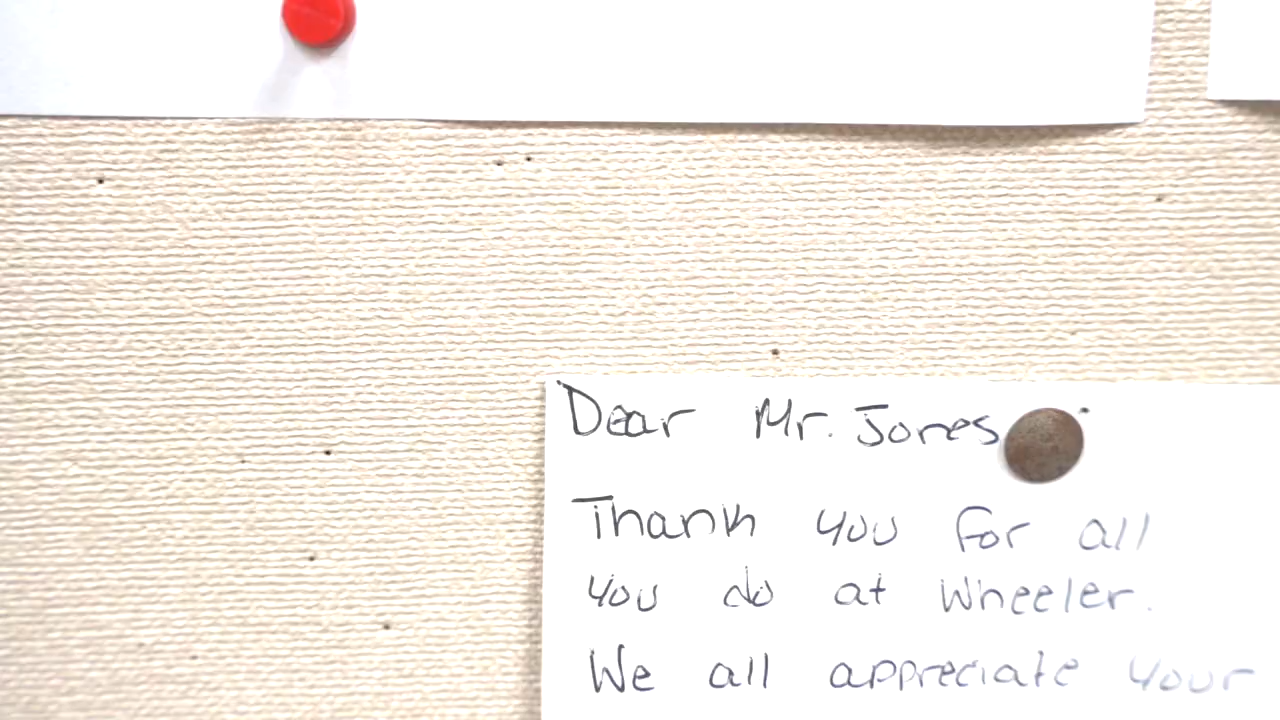 Dear Mr. Jones
Thank you for all
you do at Wheeler.
We all appreciate your